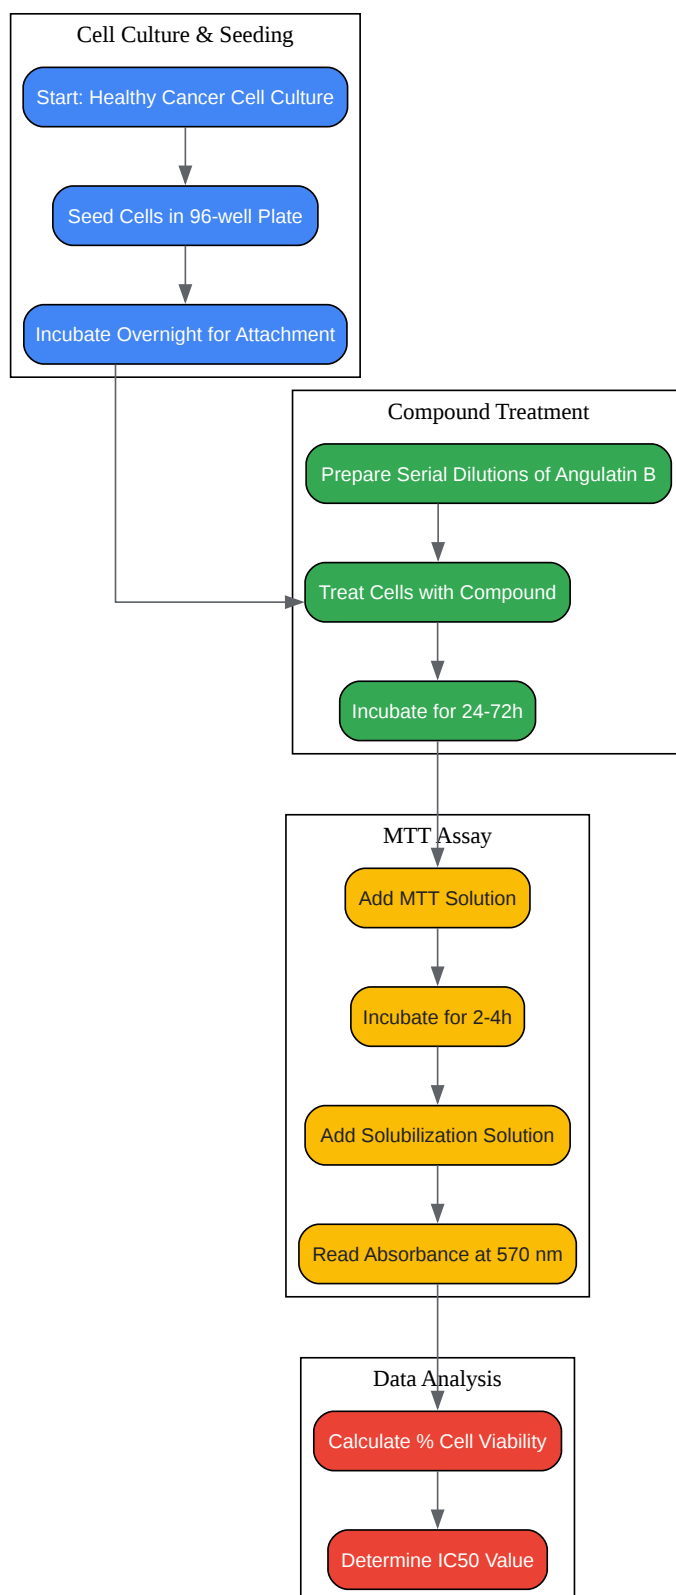 Cell Culture & Seeding
Start: Healthy Cancer Cell Culture
Seed Cells in 96-well Plate
Incubate Overnight for Attachment
Compound Treatment
Prepare Serial Dilutions of Angulatin B
Treat Cells with Compound
Incubate for 24-72h
MTT Assay
Add MTT Solution
Incubate for 2-4h
Add Solubilization Solution
Read Absorbance at 570 nm
Data Analysis
Calculate % Cell Viability
Determine IC50 Value